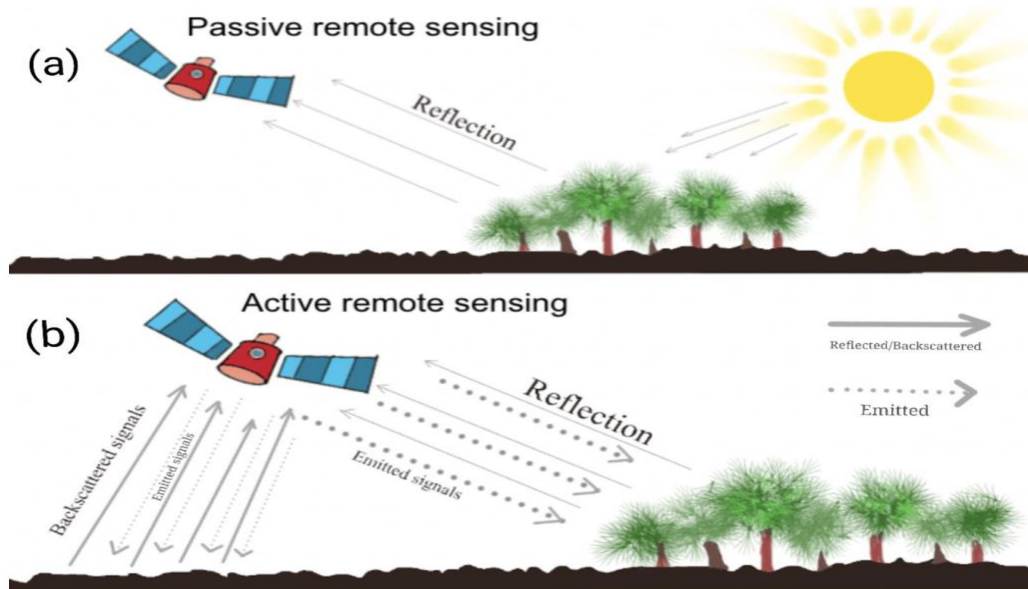 Passive remote sensing
(a)
Reflection
Active remote sensing
(b)
Reflected/Backscattered
Emitted
Reflection
Backscattered signals
Emitted signals
Emitted signals